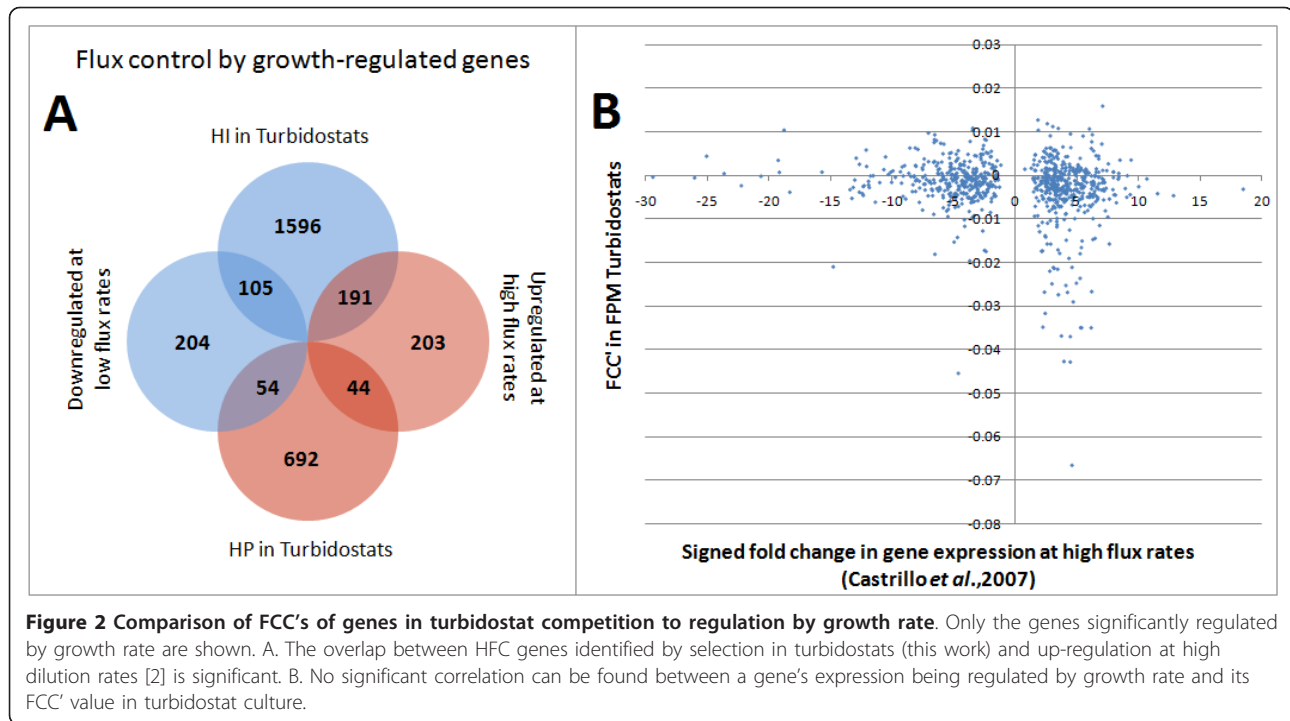 Flux control by growth-regulated genes
A
HI in Turbidostats
1596
105
191
204
203
54
44
692
Downregulated at
low flux rates
Upregulated at
high flux rates
HP in Turbidostats
B
FCC' in FPM Turbidostats
0.03
0.02
0.01
0
-0.01
-0.02
-0.03
-0.04
-0.05
-0.06
-0.07
-0.08
-30 -25 -20 -15 -10 -5 0 5 10 15 20
Signed fold change in gene expression at high flux rates
(Castrillo et al.,2007)
Figure 2 Comparison of FCC's of genes in turbidostat competition to regulation by growth rate. Only the genes significantly regulated
by growth rate are shown. A. The overlap between HFC genes identified by selection in turbidostats (this work) and up-regulation at high
dilution rates [2] is significant. B. No significant correlation can be found between a gene's expression being regulated by growth rate and its
FCC' value in turbidostat culture.